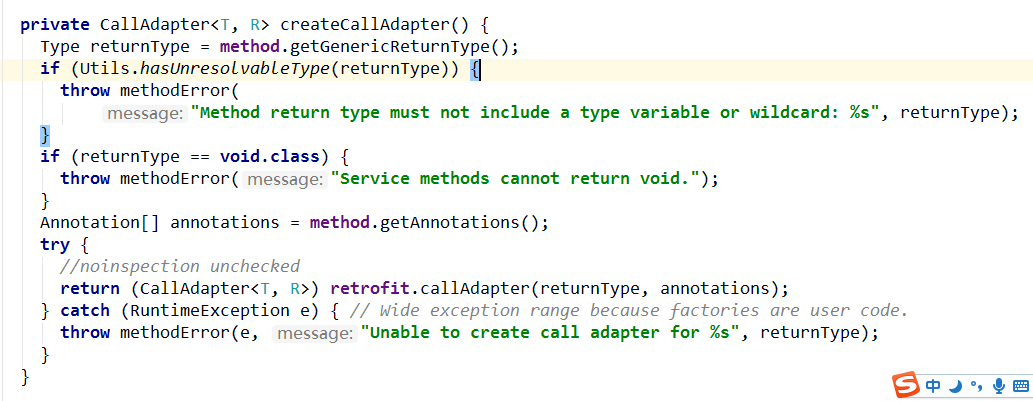 private CallAdapter<T, R> createCallAdapter() {
  Type returnType = method.getGenericReturnType();
  if (Utils.hasUnresolvableType(returnType)) {
    throw methodError(
        message: "Method return type must not include a type variable or wildcard: %s", returnType);
  }
  if (returnType == void.class) {
    throw methodError( message: "Service methods cannot return void.");
  }
  Annotation[] annotations = method.getAnnotations();
  try {
    //noinspection unchecked
    return (CallAdapter<T, R>) retrofit.callAdapter(returnType, annotations);
  } catch (RuntimeException e) { // Wide exception range because factories are user code.
    throw methodError(e, message: "Unable to create call adapter for %s", returnType);
  }
}
S 中